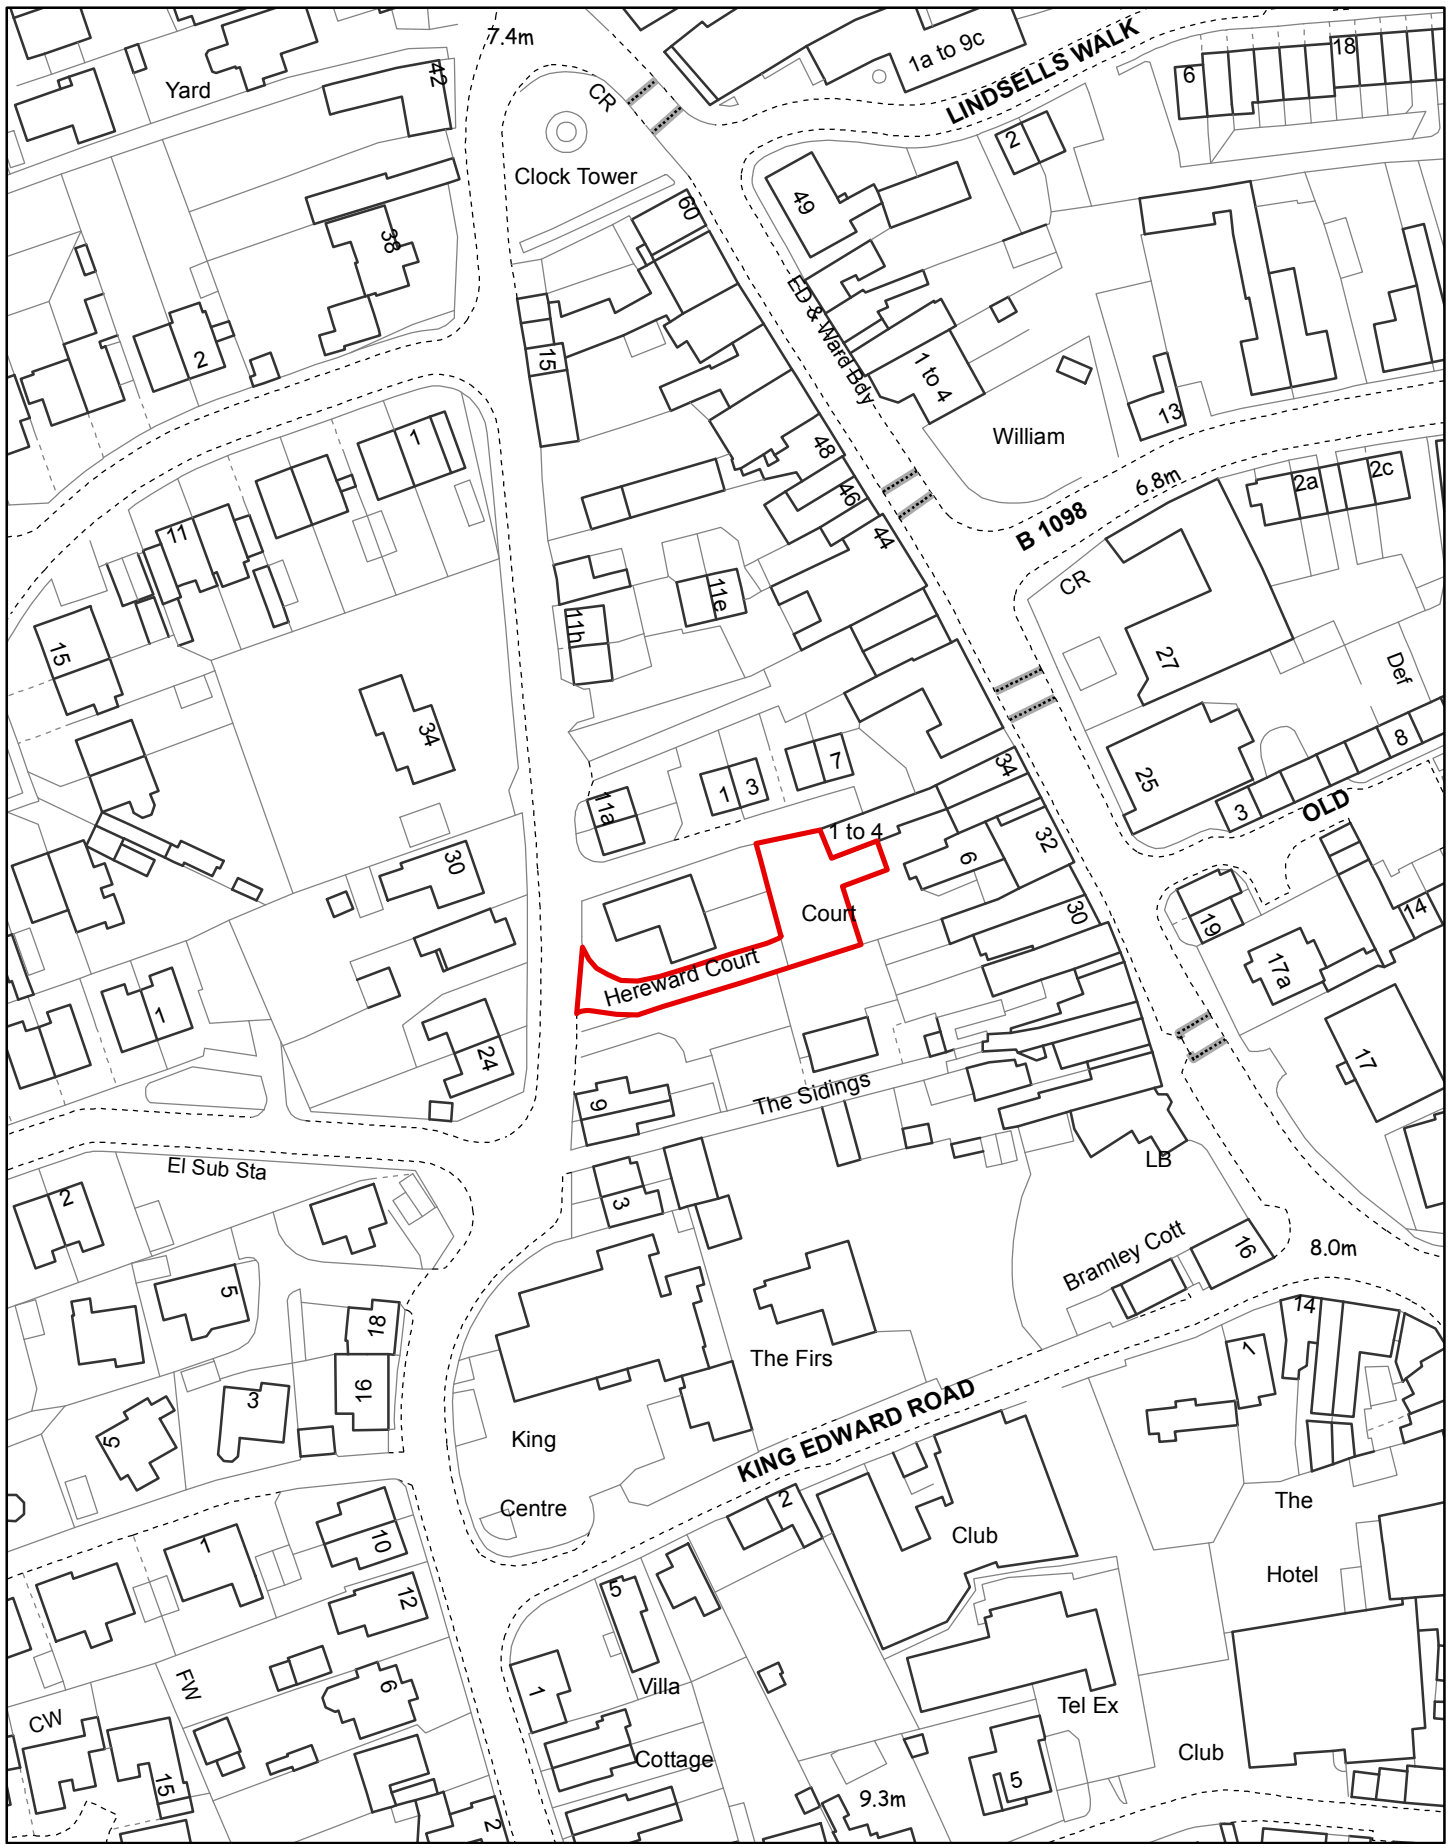 7.4m
1a to 9c
LINDSELLS WALK
18
6
42
Yard
CR
Clock Tower
2
49
60
38
ED & Ward Bdy
2
15
1 to 4
13
William
48
1
46
6.8m
2a
2c
B 1098
44
11
CR
11e
11h
15
27
Def
34
25
8
3
OLD
34
7
1
3
11a
1 to 4
32
6
30
Court
30
14
19
17a
Hereward Court
1
24
17
The Sidings
9
El Sub Sta
LB
2
3
Bramley Cott
16
8.0m
5
18
14
1
The Firs
16
3
KING EDWARD ROAD
5
King
Centre
2
The
Club
Hotel
10
1
12
5
FW
6
1
Villa
CW
Tel Ex
Cottage
Club
15
5
9.3m
2